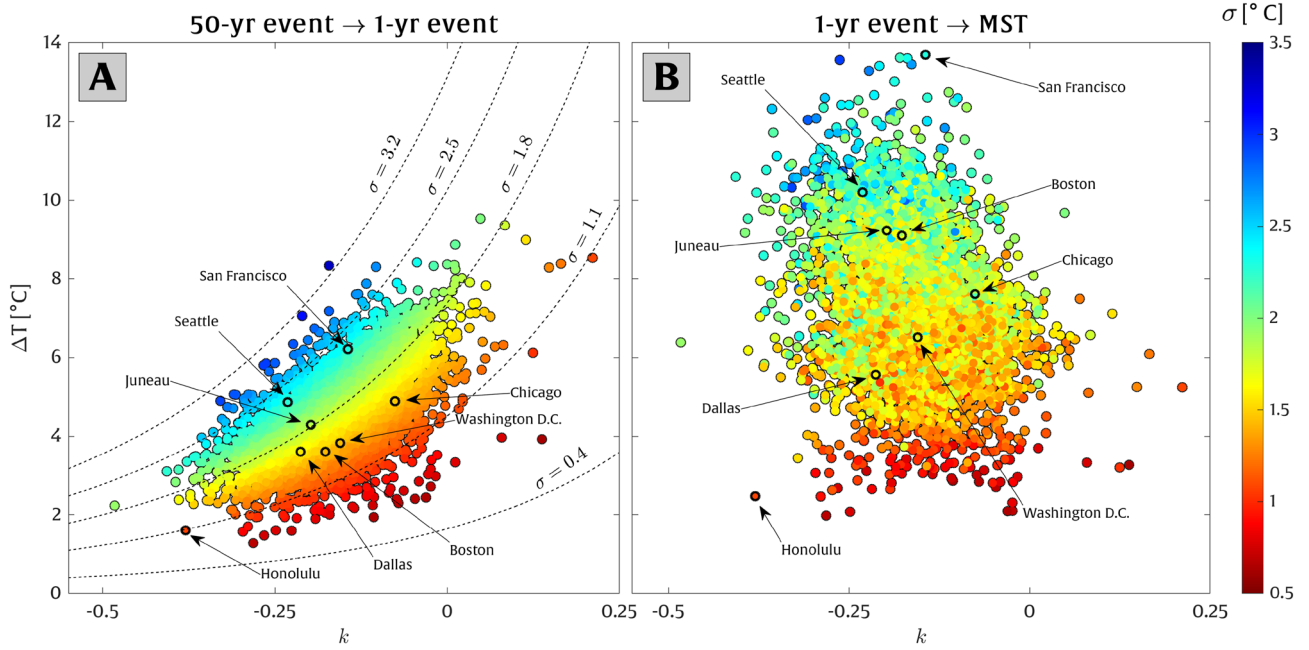 50-yr event → 1-yr event
1-yr event → MST
σ [° C]
A
B
14
12
10
8
6
4
2
0
ΔT [°C]
-0.5
-0.25
0
0.25
k
σ = 3.2
σ = 2.5
σ = 1.8
σ = 1.1
σ = 0.4
San Francisco
Seattle
Juneau
Chicago
Washington D.C.
Boston
Dallas
Honolulu
Seattle
San Francisco
Boston
Juneau
Chicago
Dallas
Washington D.C.
Honolulu
-0.5
-0.25
0
0.25
k
3.5
3
2.5
2
1.5
1
0.5